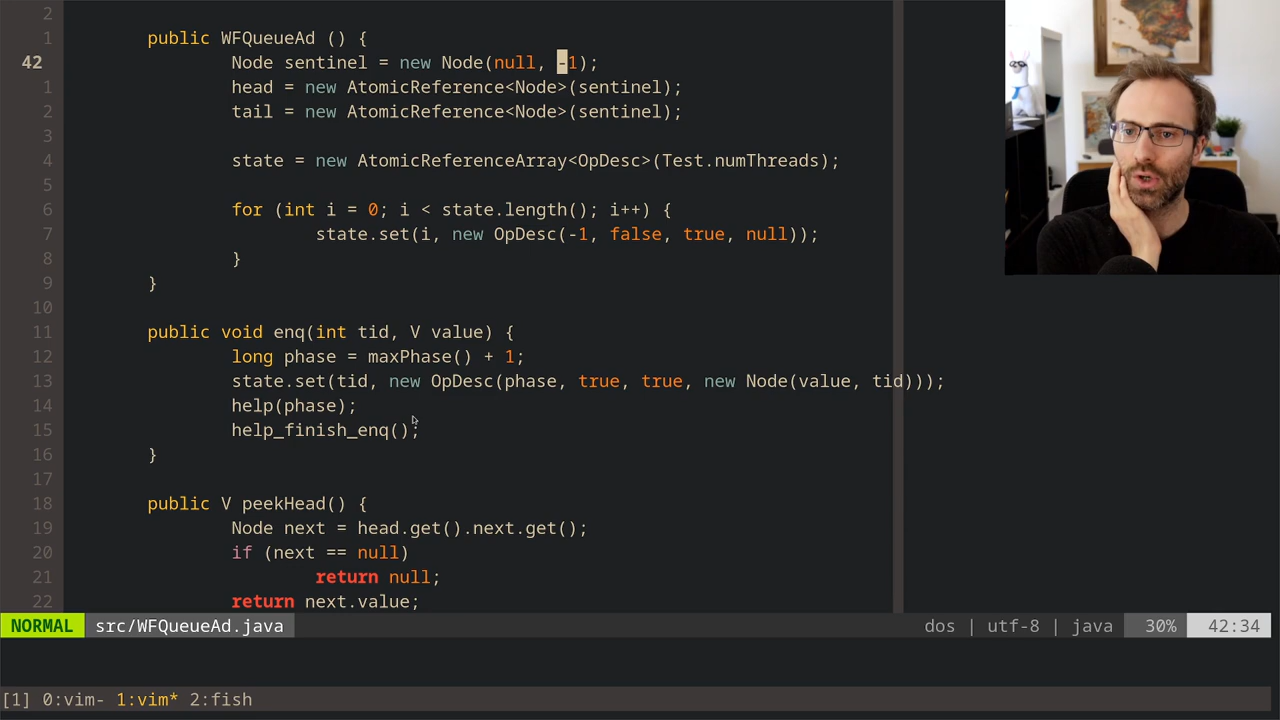 2
1 public WFQueueAd () {
42 Node sentinel = new Node(null, -1);
1 head = new AtomicReference<Node>(sentinel);
2 tail = new AtomicReference<Node>(sentinel);
3
4 state = new AtomicReferenceArray<OpDesc>(Test.numThreads);
5
6 for (int i = 0; i < state.length(); i++) {
7 state.set(i, new OpDesc(-1, false, true, null));
8 }
9 }
10
11 public void enq(int tid, V value) {
12 long phase = maxPhase() + 1;
13 state.set(tid, new OpDesc(phase, true, true, new Node(value, tid)));
14 help(phase);
15 help_finish_enq();
16 }
17
18 public V peekHead() {
19 Node next = head.get().next.get();
20 if (next == null)
21 return null;
22 return next.value;
NORMAL src/WFQueueAd.java dos | utf-8 | java 30% 42:34
[1] 0:vim- 1:vim* 2:fish